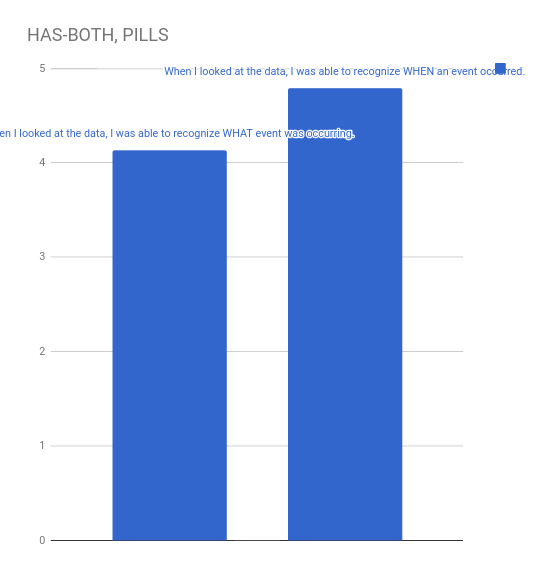 HAS-BOTH, PILLS
5
When I looked at the data, I was able to recognize WHEN an event occurred.
en I looked at the data, I was able to recognize WHAT event was occurring.
4
3
2
1
0